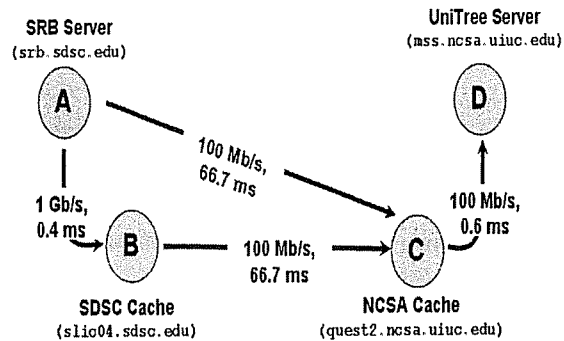 SRB Server
(srb.sdsc.edu)
UniTree Server
(mss.ncsa.uiuc.edu)
A
D
100 Mb/s,
66.7 ms
1 Gb/s,
0.4 ms
100 Mb/s,
0.6 ms
B
100 Mb/s,
66.7 ms
C
SDSC Cache
(slic04.sdsc.edu)
NCSA Cache
(quest2.ncsa.uiuc.edu)